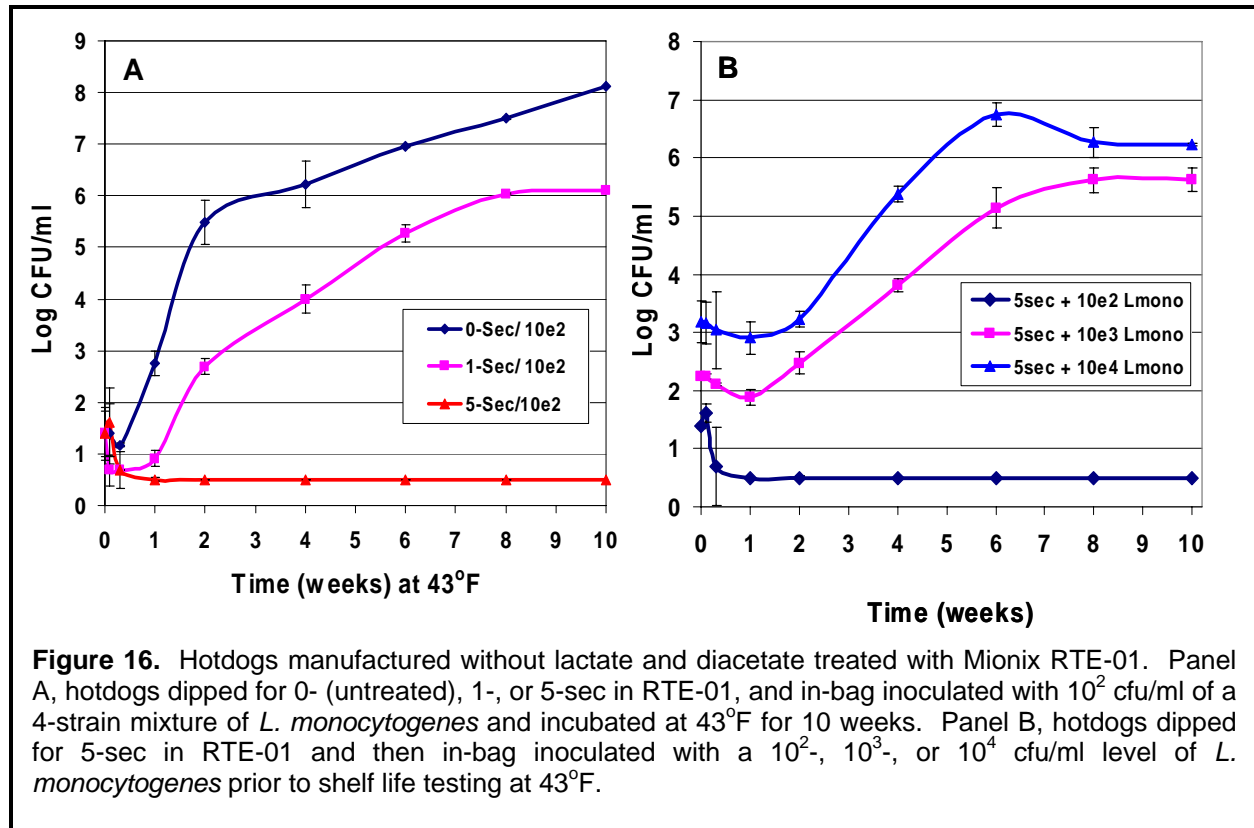 A
9
8
7
6
5
4
3
2
1
0
Log CFU/ml
0 1 2 3 4 5 6 7 8 9 10
Time (weeks) at 43°F
0-Sec/ 10e2
1-Sec/ 10e2
5-Sec/10e2
B
8
7
6
5
4
3
2
1
0
Log CFU/ml
0 1 2 3 4 5 6 7 8 9 10
Time (weeks)
5sec + 10e2 Lmono
5sec + 10e3 Lmono
5sec + 10e4 Lmono
Figure 16. Hotdogs manufactured without lactate and diacetate treated with Mionix RTE-01. Panel
A, hotdogs dipped for 0- (untreated), 1-, or 5-sec in RTE-01, and in-bag inoculated with 10² cfu/ml of a
4-strain mixture of L. monocytogenes and incubated at 43°F for 10 weeks. Panel B, hotdogs dipped
for 5-sec in RTE-01 and then in-bag inoculated with a 10²-, 10³-, or 10⁴ cfu/ml level of L.
monocytogenes prior to shelf life testing at 43°F.